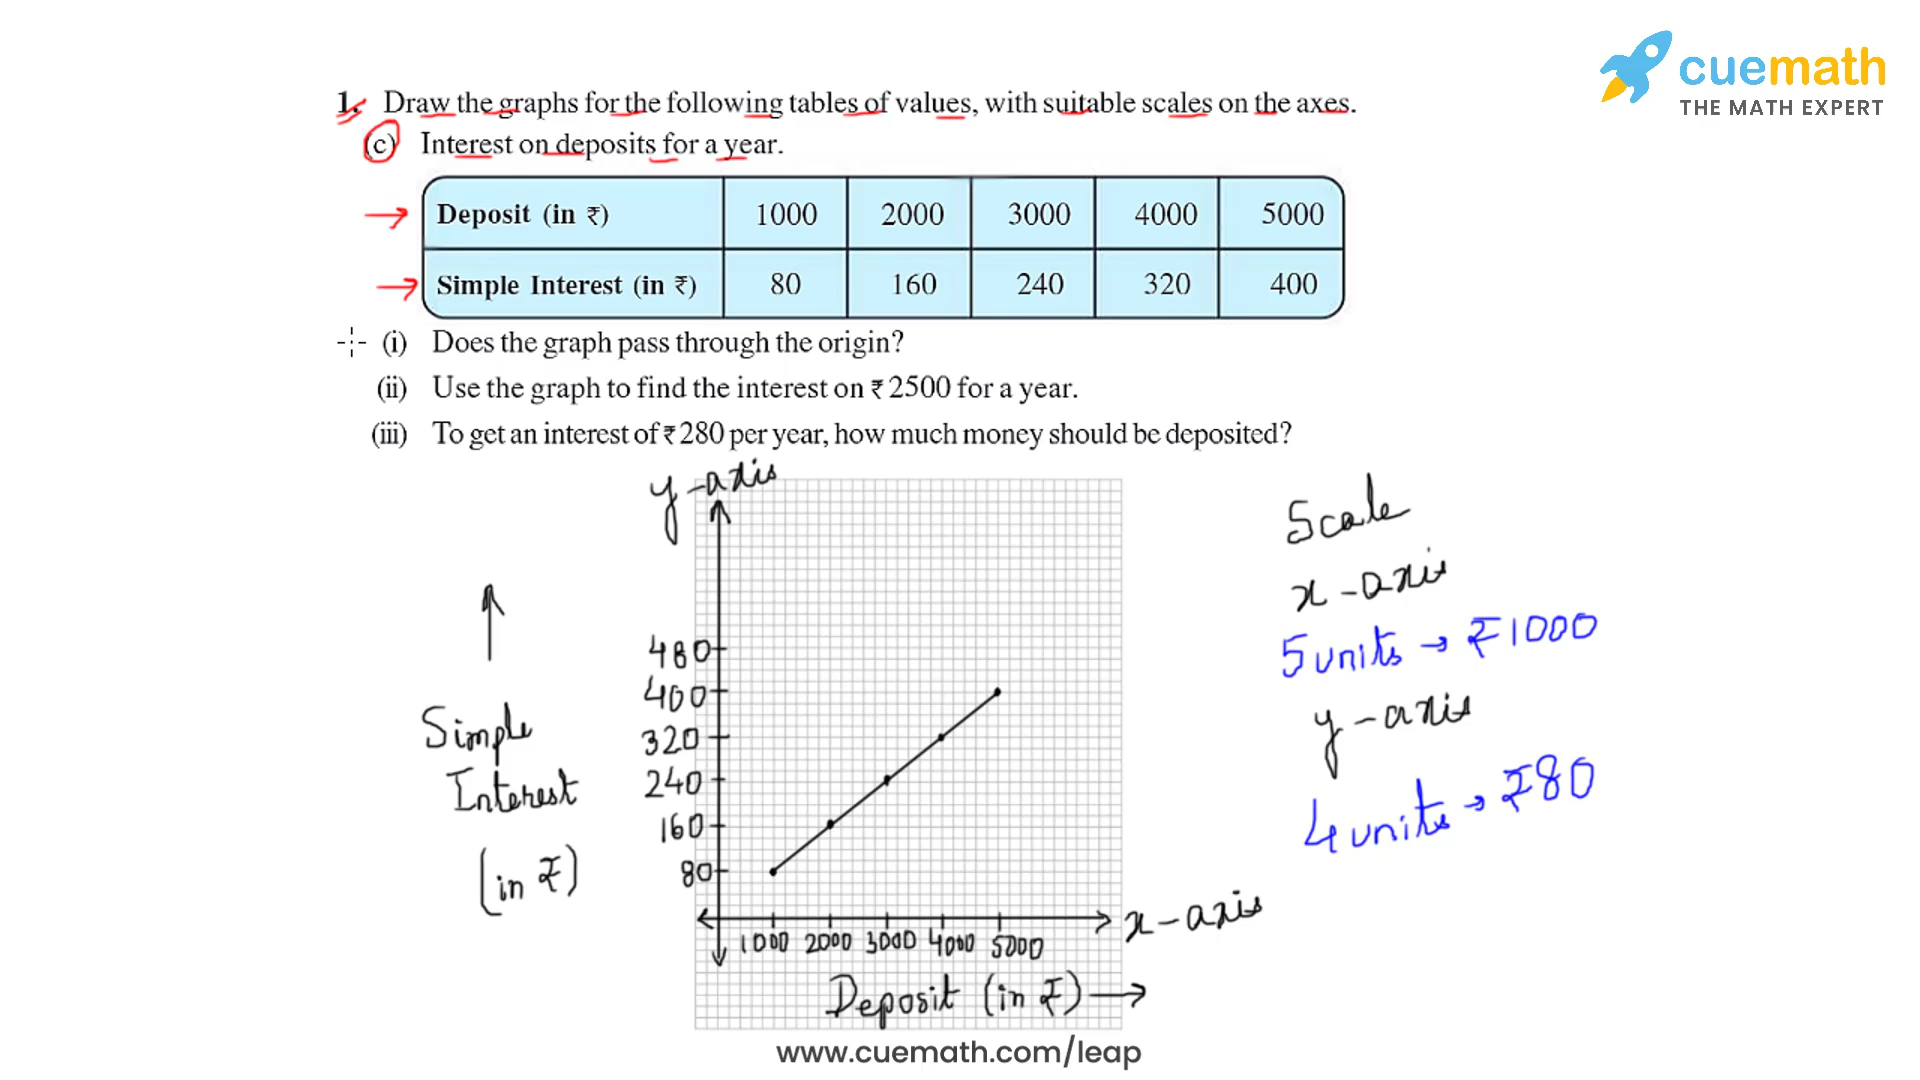 cuemath
THE MATH EXPERT
1. Draw the graphs for the following tables of values, with suitable scales on the axes.
(c) Interest on deposits for a year.
Deposit (in ₹) 1000 2000 3000 4000 5000
Simple Interest (in ₹) 80 160 240 320 400
(i) Does the graph pass through the origin?
(ii) Use the graph to find the interest on ₹ 2500 for a year.
(iii) To get an interest of ₹ 280 per year, how much money should be deposited?
y-axis
Scale
x-axis
5 units → ₹1000
y-axis
4 units → ₹80
480
400
320
240
160
80
Simple
Interest
(in ₹)
x-axis
1000 2000 3000 4000 5000
Deposit (in ₹)
www.cuemath.com/leap